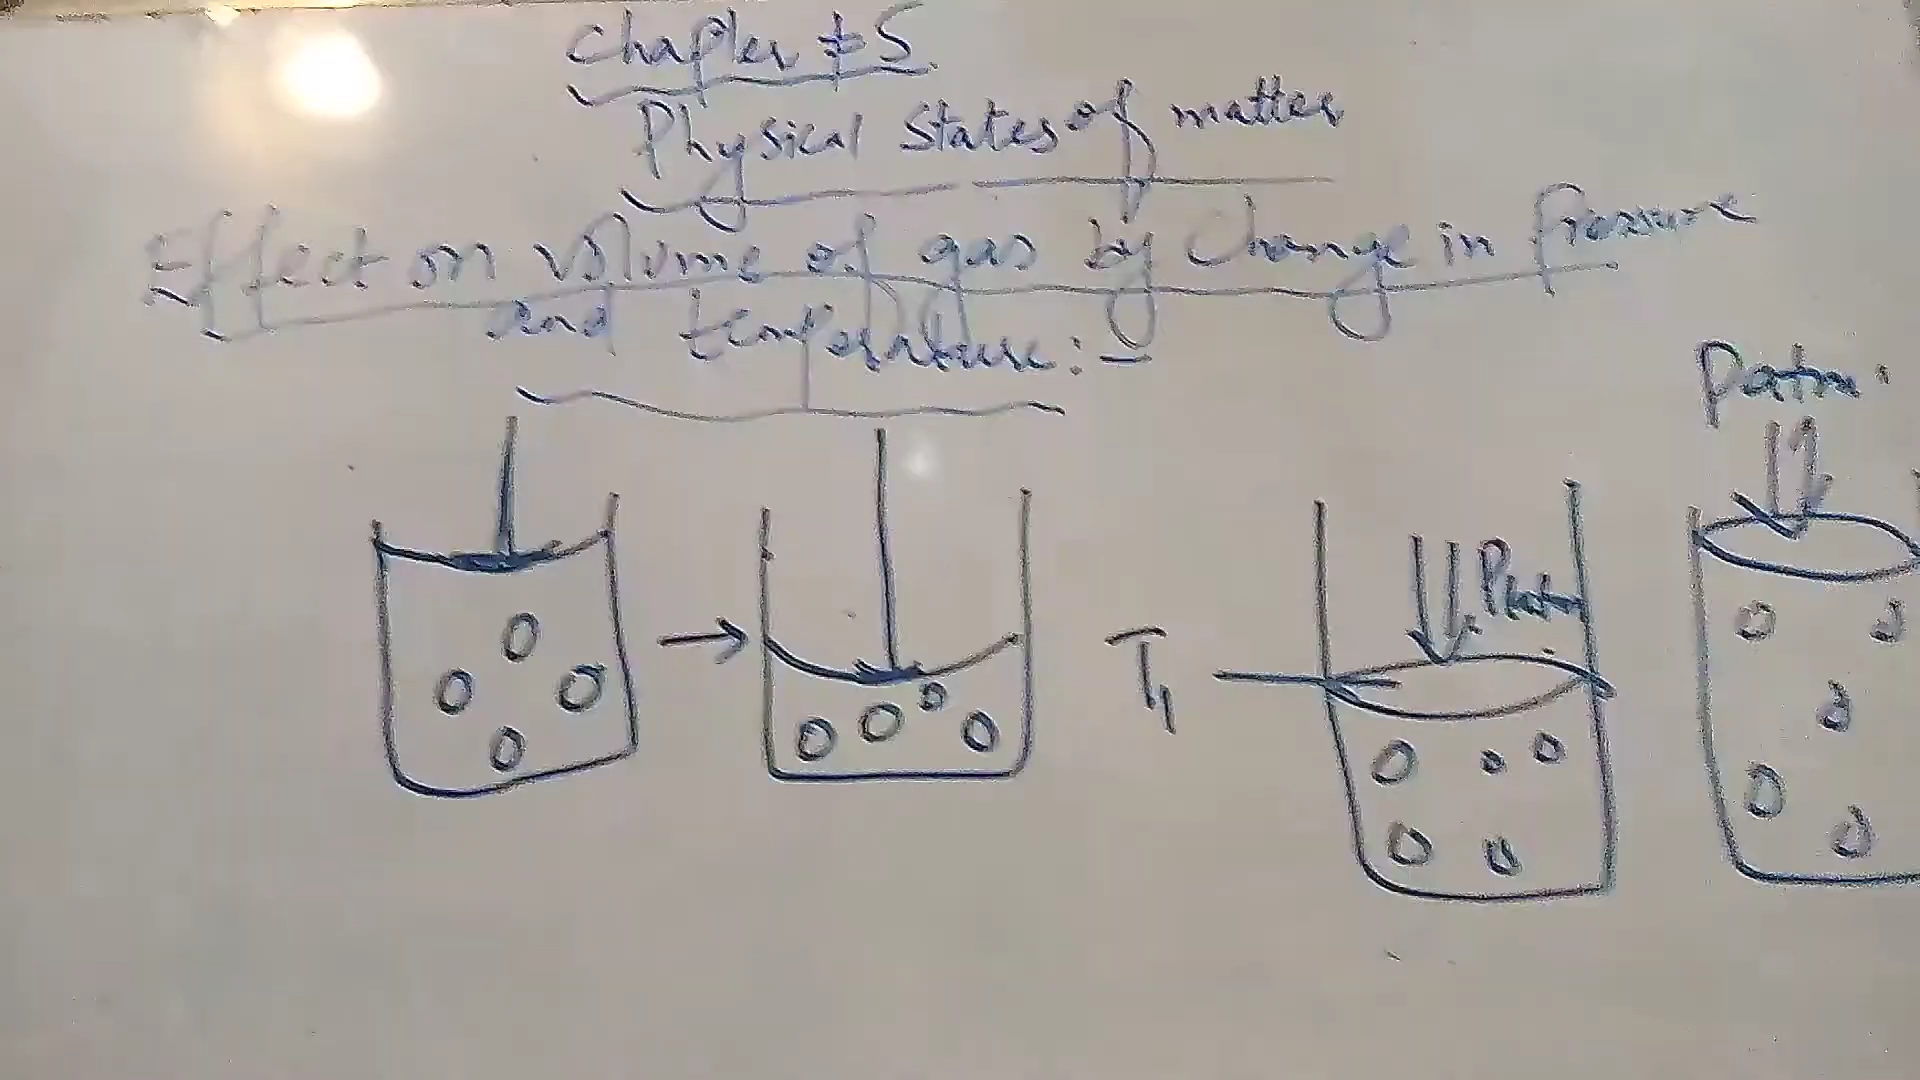 Chapter # 5
Physical States of matter
Effect on volume of gas by change in pressure
and temperature:-
Patm.
Patm
T1